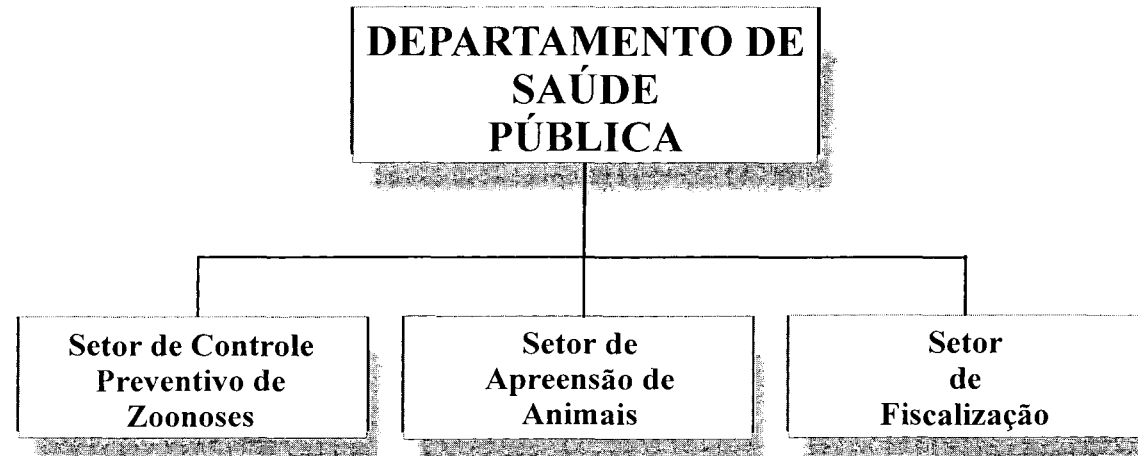 DEPARTAMENTO DE
SAÚDE
PÚBLICA
Setor de Controle
Preventivo de
Zoonoses
Setor de
Apreensão de
Animais
Setor
de
Fiscalização